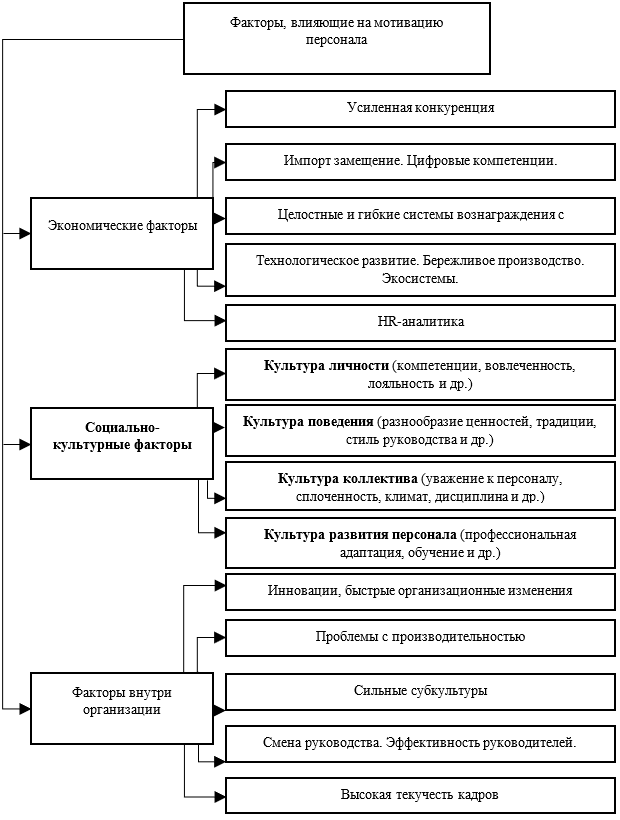 Факторы, влияющие на мотивацию
персонала
Усиленная конкуренция
Импорт замещение. Цифровые компетенции.
Экономические факторы
Целостные и гибкие системы вознаграждения с
Технологическое развитие. Бережливое производство.
Экосистемы.
HR-аналитика
Культура личности (компетенции, вовлеченность,
лояльность и др.)
Социально-
культурные факторы
Культура поведения (разнообразие ценностей, традиции,
стиль руководства и др.)
Культура коллектива (уважение к персоналу,
сплоченность, климат, дисциплина и др.)
Культура развития персонала (профессиональная
адаптация, обучение и др.)
Инновации, быстрые организационные изменения
Проблемы с производительностью
Факторы внутри
организации
Сильные субкультуры
Смена руководства. Эффективность руководителей.
Высокая текучесть кадров